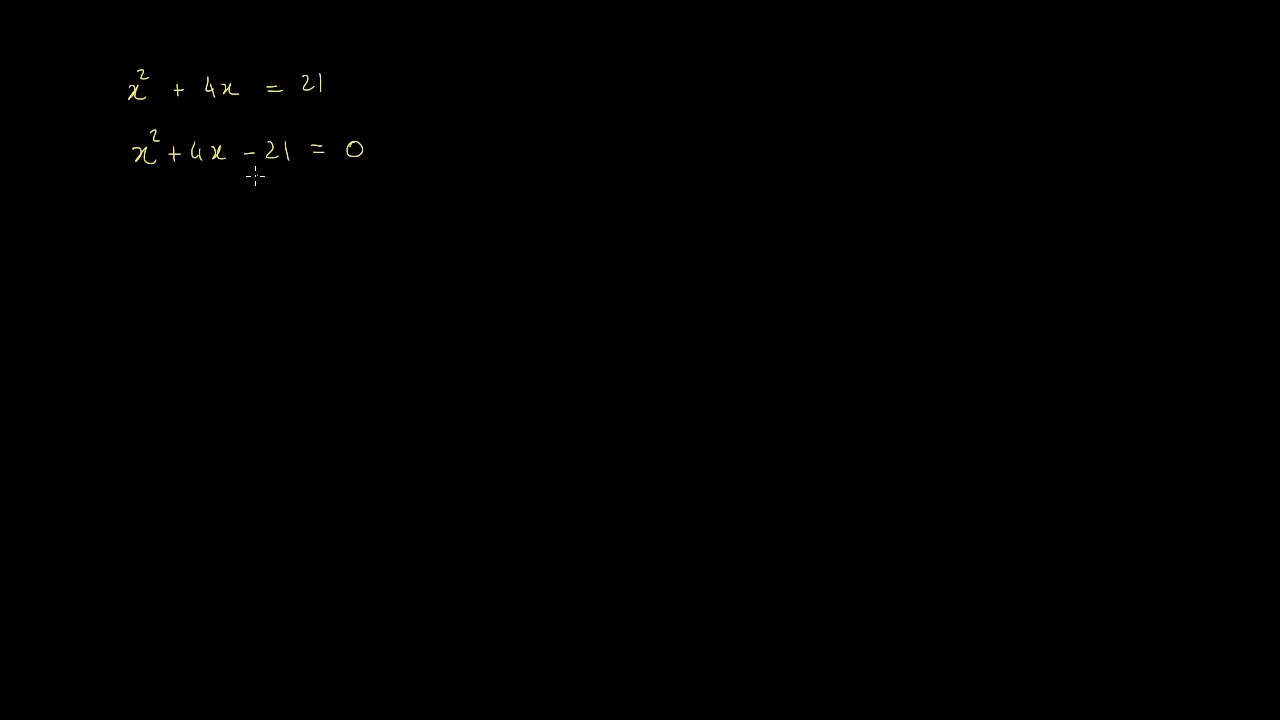 x² + 4x = 21
x² + 4x - 21 = 0